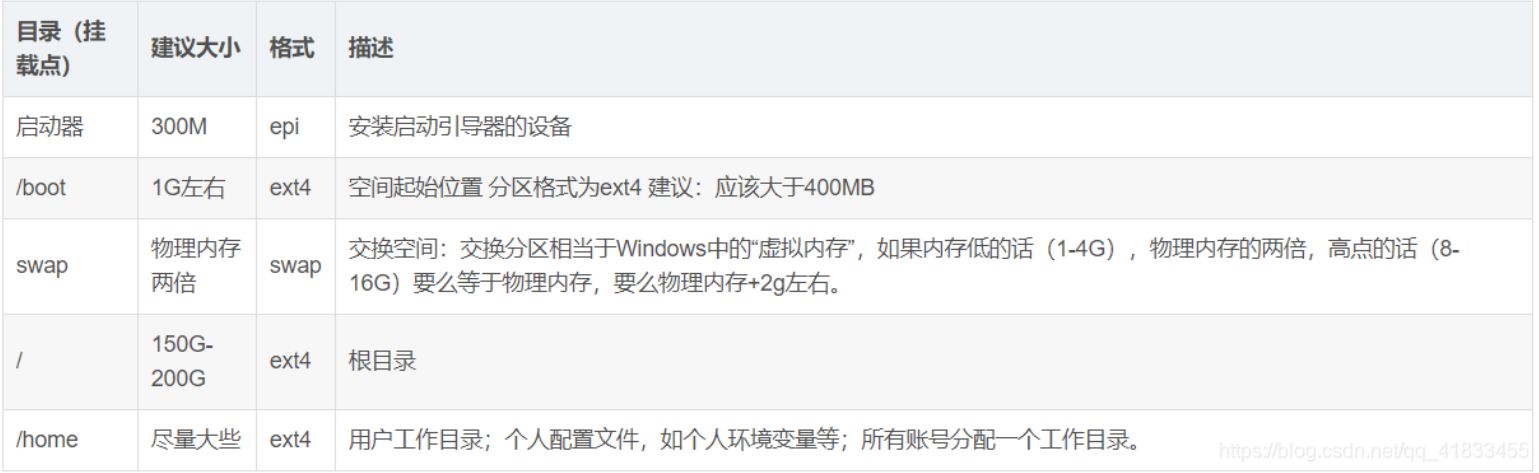 目录（挂
载点）
建议大小
格式
描述
启动器
300M
epi
安装启动引导器的设备
/boot
1G左右
ext4
空间起始位置 分区格式为ext4 建议：应该大于400MB
swap
物理内存
两倍
swap
交换空间：交换分区相当于Windows中的“虚拟内存”，如果内存低的话（1-4G），物理内存的两倍，高点的话（8-
16G）要么等于物理内存，要么物理内存+2g左右。
/
150G-
200G
ext4
根目录
/home
尽量大些
ext4
用户工作目录；个人配置文件，如个人环境变量等；所有账号分配一个工作目录。
https://blog.csdn.net/qq_41833455